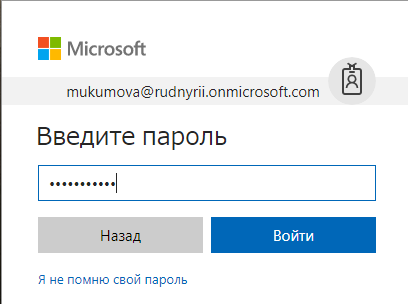 Microsoft
mukumova@rudnyrii.onmicrosoft.com
Введите пароль
•••••••••••
Назад
Войти
Я не помню свой пароль